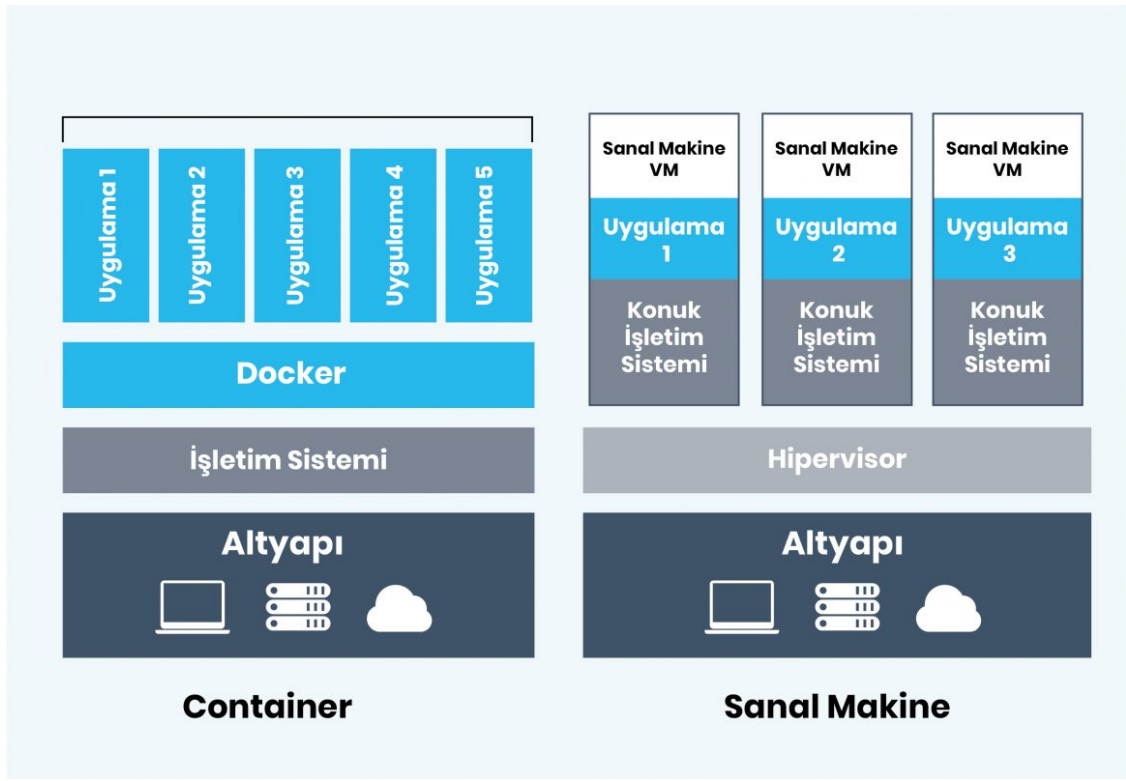 Uygulama 1
Uygulama 2
Uygulama 3
Uygulama 4
Uygulama 5
Docker
İşletim Sistemi
Altyapı
Container
Sanal Makine
VM
Uygulama
1
Konuk
İşletim
Sistemi
Sanal Makine
VM
Uygulama
2
Konuk
İşletim
Sistemi
Sanal Makine
VM
Uygulama
3
Konuk
İşletim
Sistemi
Hipervisor
Altyapı
Sanal Makine